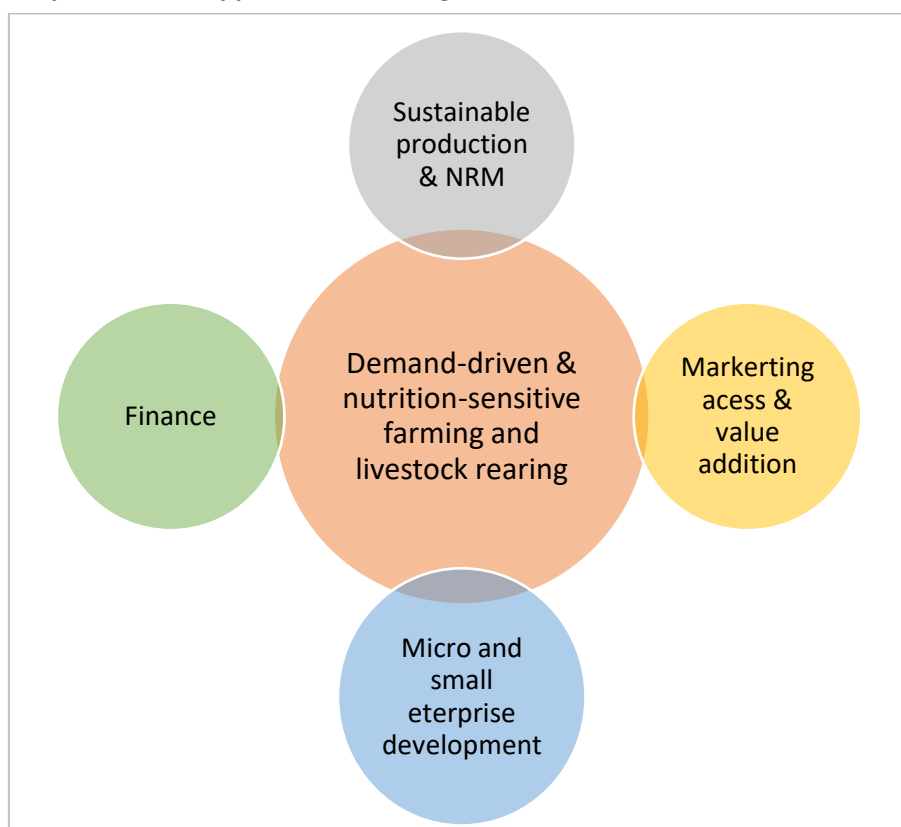 Sustainable
production
& NRM
Demand-driven &
nutrition-sensitive
farming and
livestock rearing
Finance
Markerting
acess &
value
addition
Micro and
small
eterprise
development